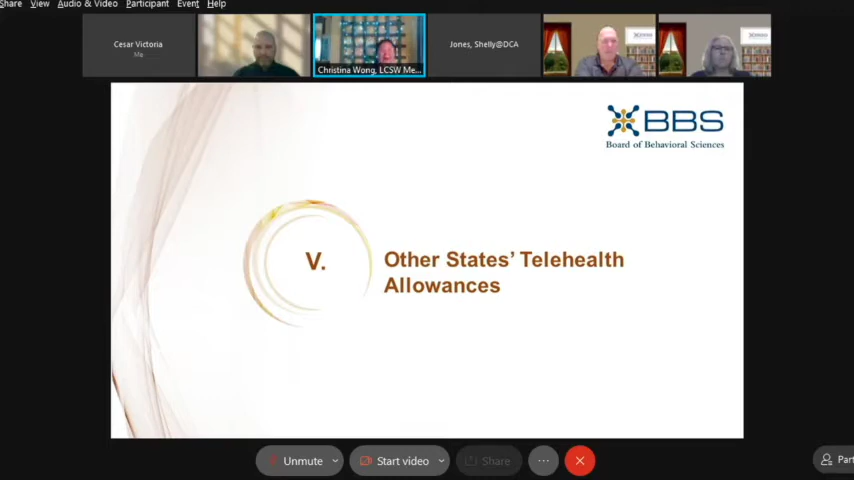 Share View Audio & Video Participant Event Help
Cesar Victoria
Me
Christina Wong, LCSW Me...
Jones, Shelly@DCA
BBS
Board of Behavioral Sciences
V.
Other States’ Telehealth
Allowances
Unmute
Start video
Share
Part